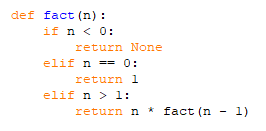 def fact(n):
    if n < 0:
        return None
    elif n == 0:
        return 1
    elif n > 1:
        return n * fact(n - 1)